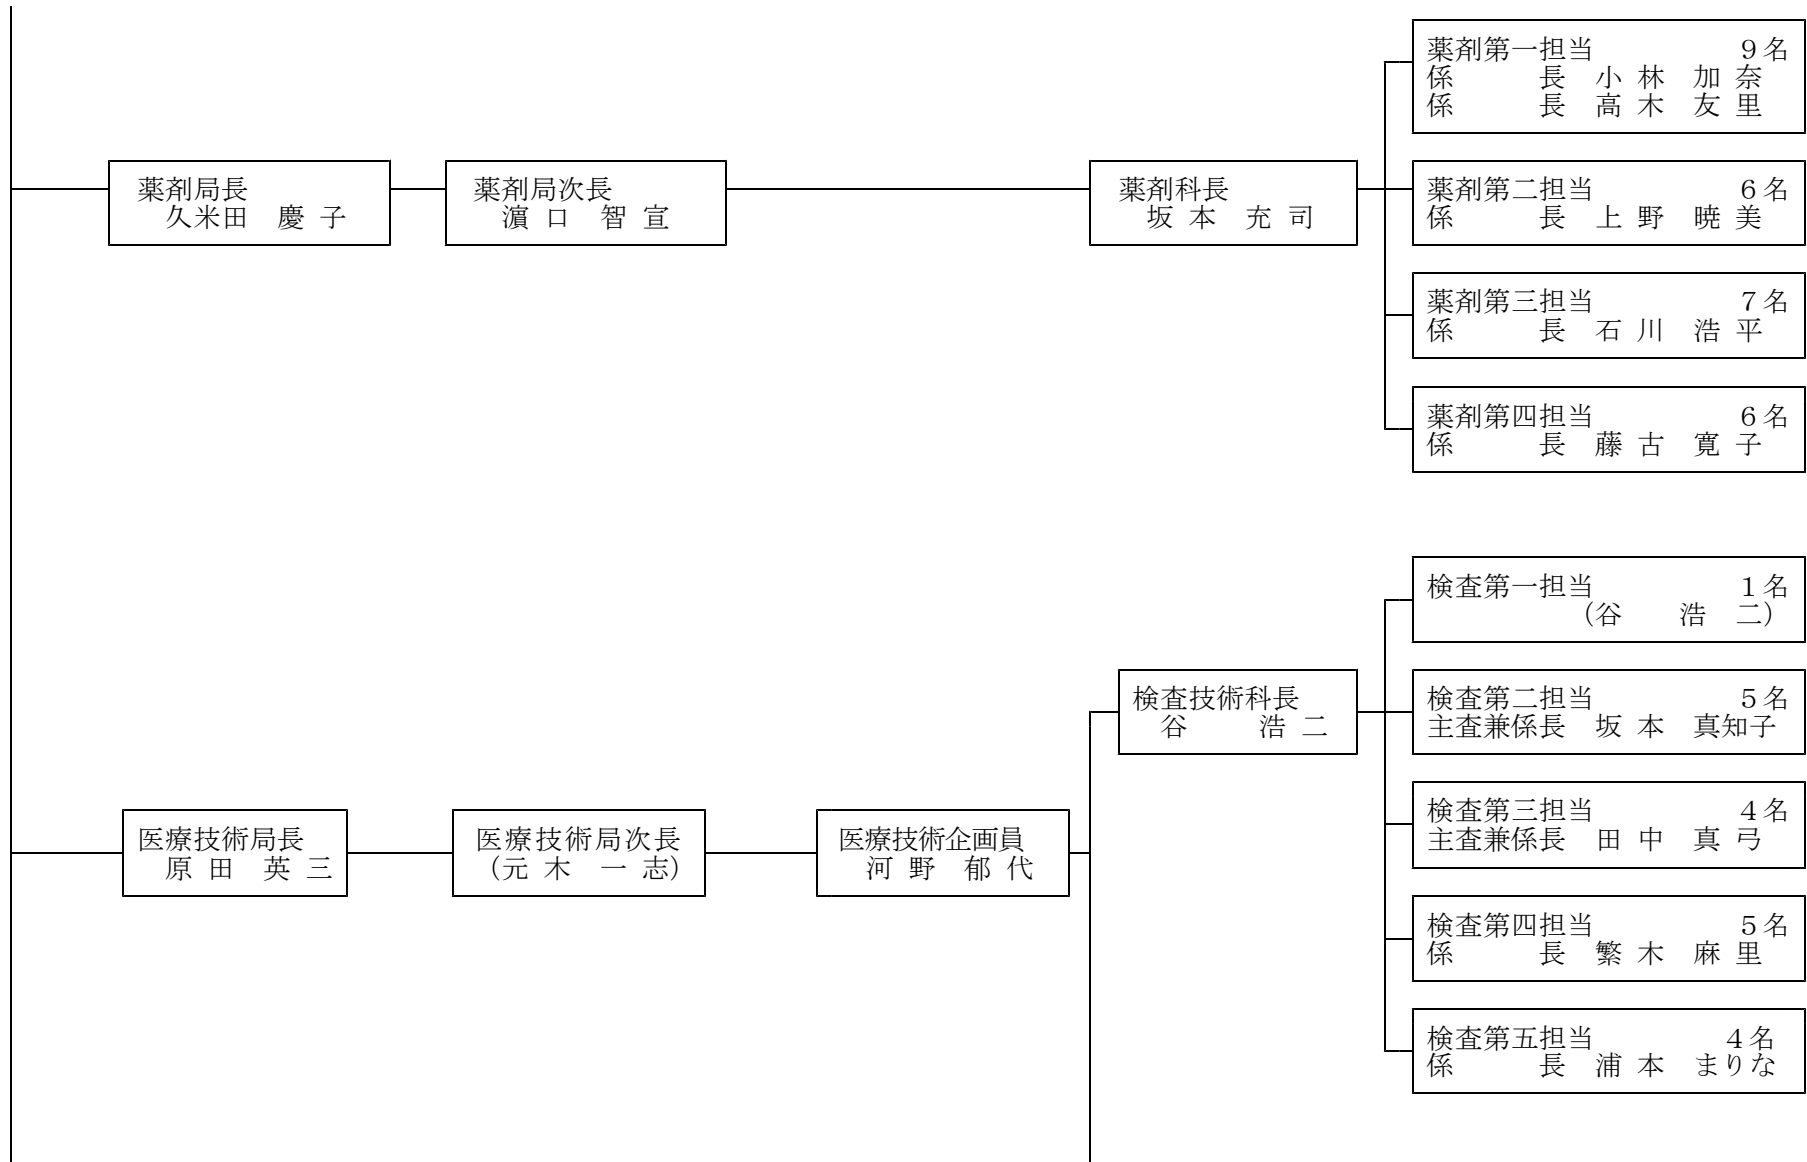 薬剤局長
久米田　慶 子
薬剤局次長
濵 口　智 宣
薬剤科長
坂 本　充 司
薬剤第一担当　　　　　９名
係　　　長　小 林　加 奈
係　　　長　高 木　友 里
薬剤第二担当　　　　　６名
係　　　長　上 野　暁 美
薬剤第三担当　　　　　７名
係　　　長　石 川　浩 平
薬剤第四担当　　　　　６名
係　　　長　藤 古　寛 子
医療技術局長
原 田　英 三
医療技術局次長
(元 木　一 志)
医療技術企画員
河 野　郁 代
検査技術科長
谷　　　浩 二
検査第一担当　　　　　１名
(谷　　浩　二)
検査第二担当　　　　　５名
主査兼係長　坂 本　真知子
検査第三担当　　　　　４名
主査兼係長　田 中　真 弓
検査第四担当　　　　　５名
係　　　長　繁 木　麻 里
検査第五担当　　　　　４名
係　　　長　浦 本　まりな